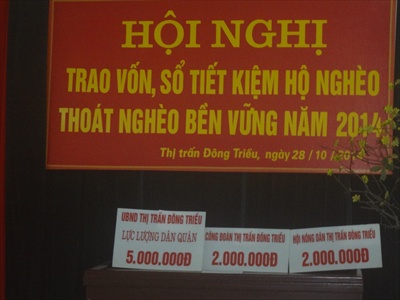 HỘI NGHỊ
TRAO VỐN, SỔ TIẾT KIỆM HỘ NGHÈO
THOÁT NGHÈO BỀN VỮNG NĂM 2014
Thị trấn Đông Triều, ngày 28 / 10 / 2014
UBND THỊ TRẤN ĐÔNG TRIỀU
LỰC LƯỢNG DÂN QUÂN
5.000.000Đ
CÔNG ĐOÀN THỊ TRẤN ĐÔNG TRIỀU
2.000.000Đ
HỘI NÔNG DÂN THỊ TRẤN ĐÔNG TRIỀU
2.000.000Đ